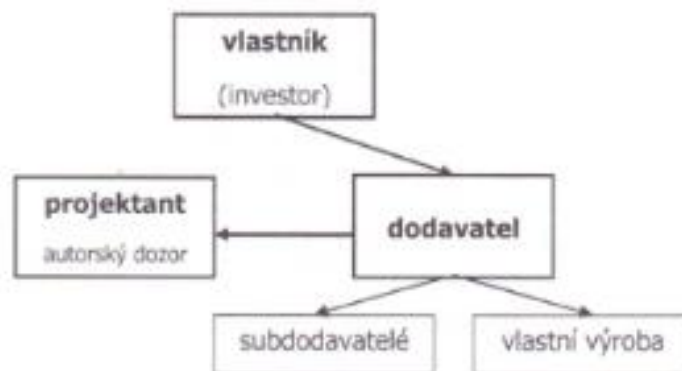 vlastník
(investor)
projektant
autorský dozor
dodavatel
subdodavatelé
vlastní výroba